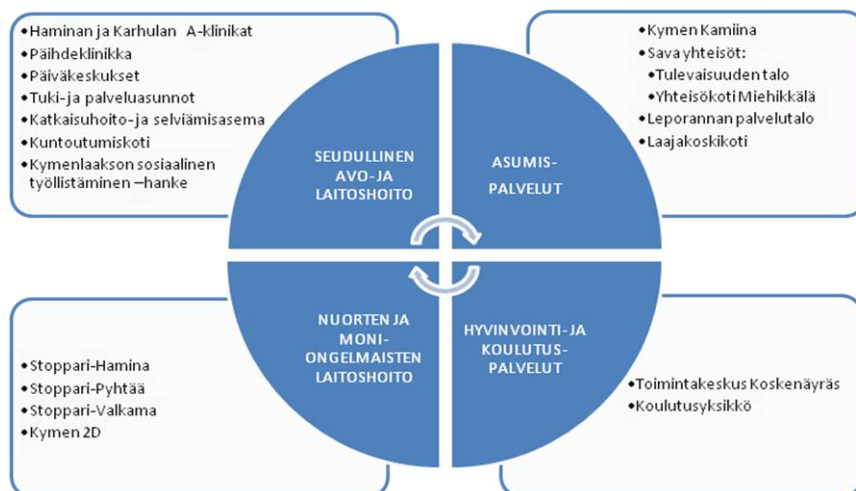 •Haminan ja Karhulan A-klinikat
•Päihdeklinikka
•Päiväkeskukset
•Tuki-ja palveluasunnot
•Katkaisuhoito-ja selviämisasema
•Kuntoutumiskoti
•Kymenlaakson sosiaalinen
työllistäminen –hanke
SEUDULLINEN
AVO-JA
LAITOSHOITO
•Kymen Kamiina
•Sava yhteisöt:
•Tulevaisuuden talo
•Yhteisökoti Miehikkälä
•Leporannan palvelutalo
•Laajakoskikoti
ASUMIS-
PALVELUT
•Stoppari-Hamina
•Stoppari-Pyhtää
•Stoppari-Valkama
•Kymen 2D
NUORTEN JA
MONI-
ONGELMAISTEN
LAITOSHOITO
HYVINVOINTI-JA
KOULUTUS-
PALVELUT
•Toimintakeskus Koskenäyräs
•Koulutusyksikkö